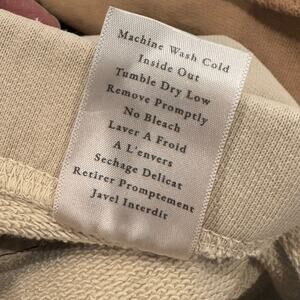 Machine Wash Cold
Inside Out
Tumble Dry Low
Remove Promptly
No Bleach
Laver A Froid
A L'envers
Sechage Delicat
Retirer Promptement
Javel Interdit